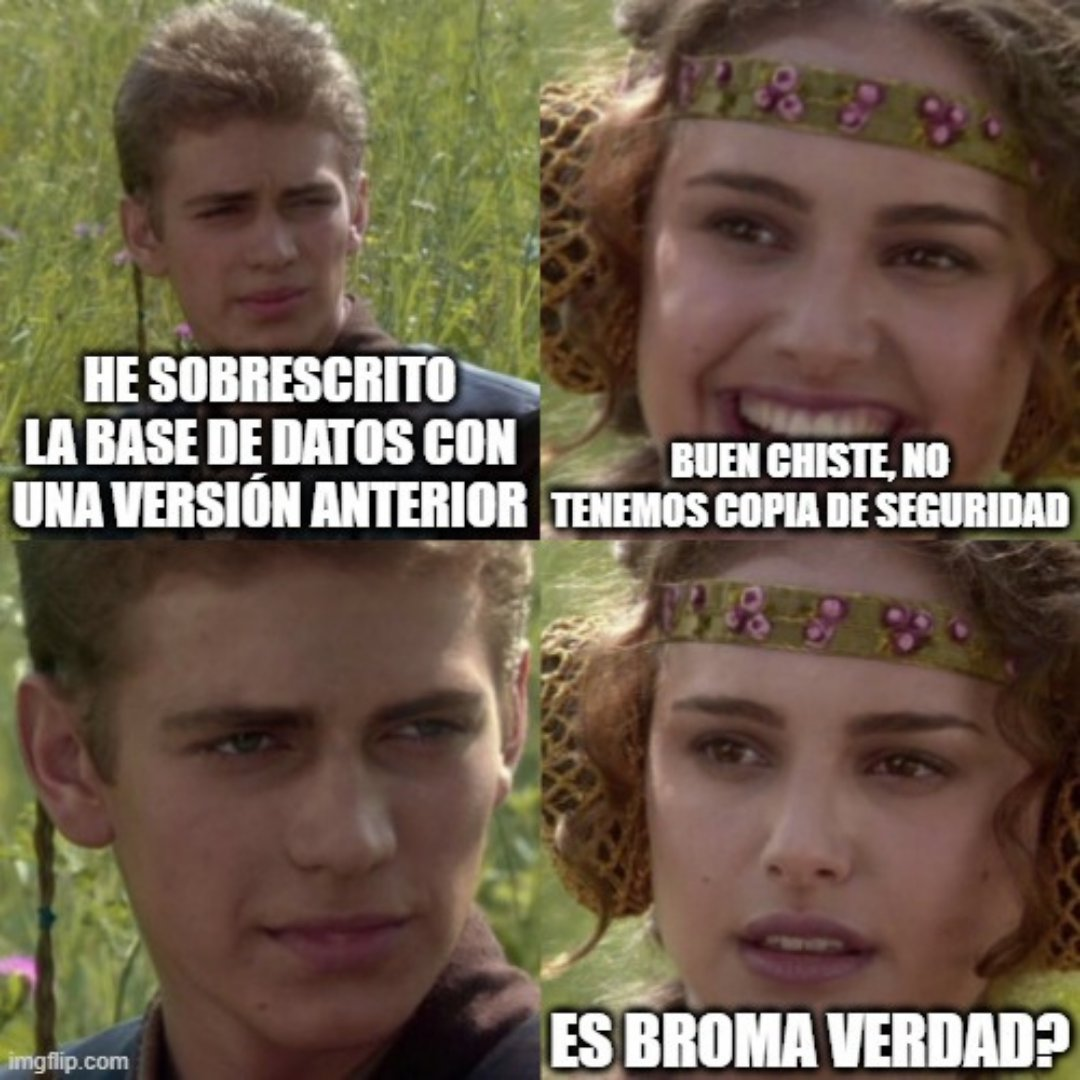 HE SOBRESCRITO
LA BASE DE DATOS CON
UNA VERSIÓN ANTERIOR
BUEN CHISTE, NO
TENEMOS COPIA DE SEGURIDAD
ES BROMA VERDAD?
imgflip.com